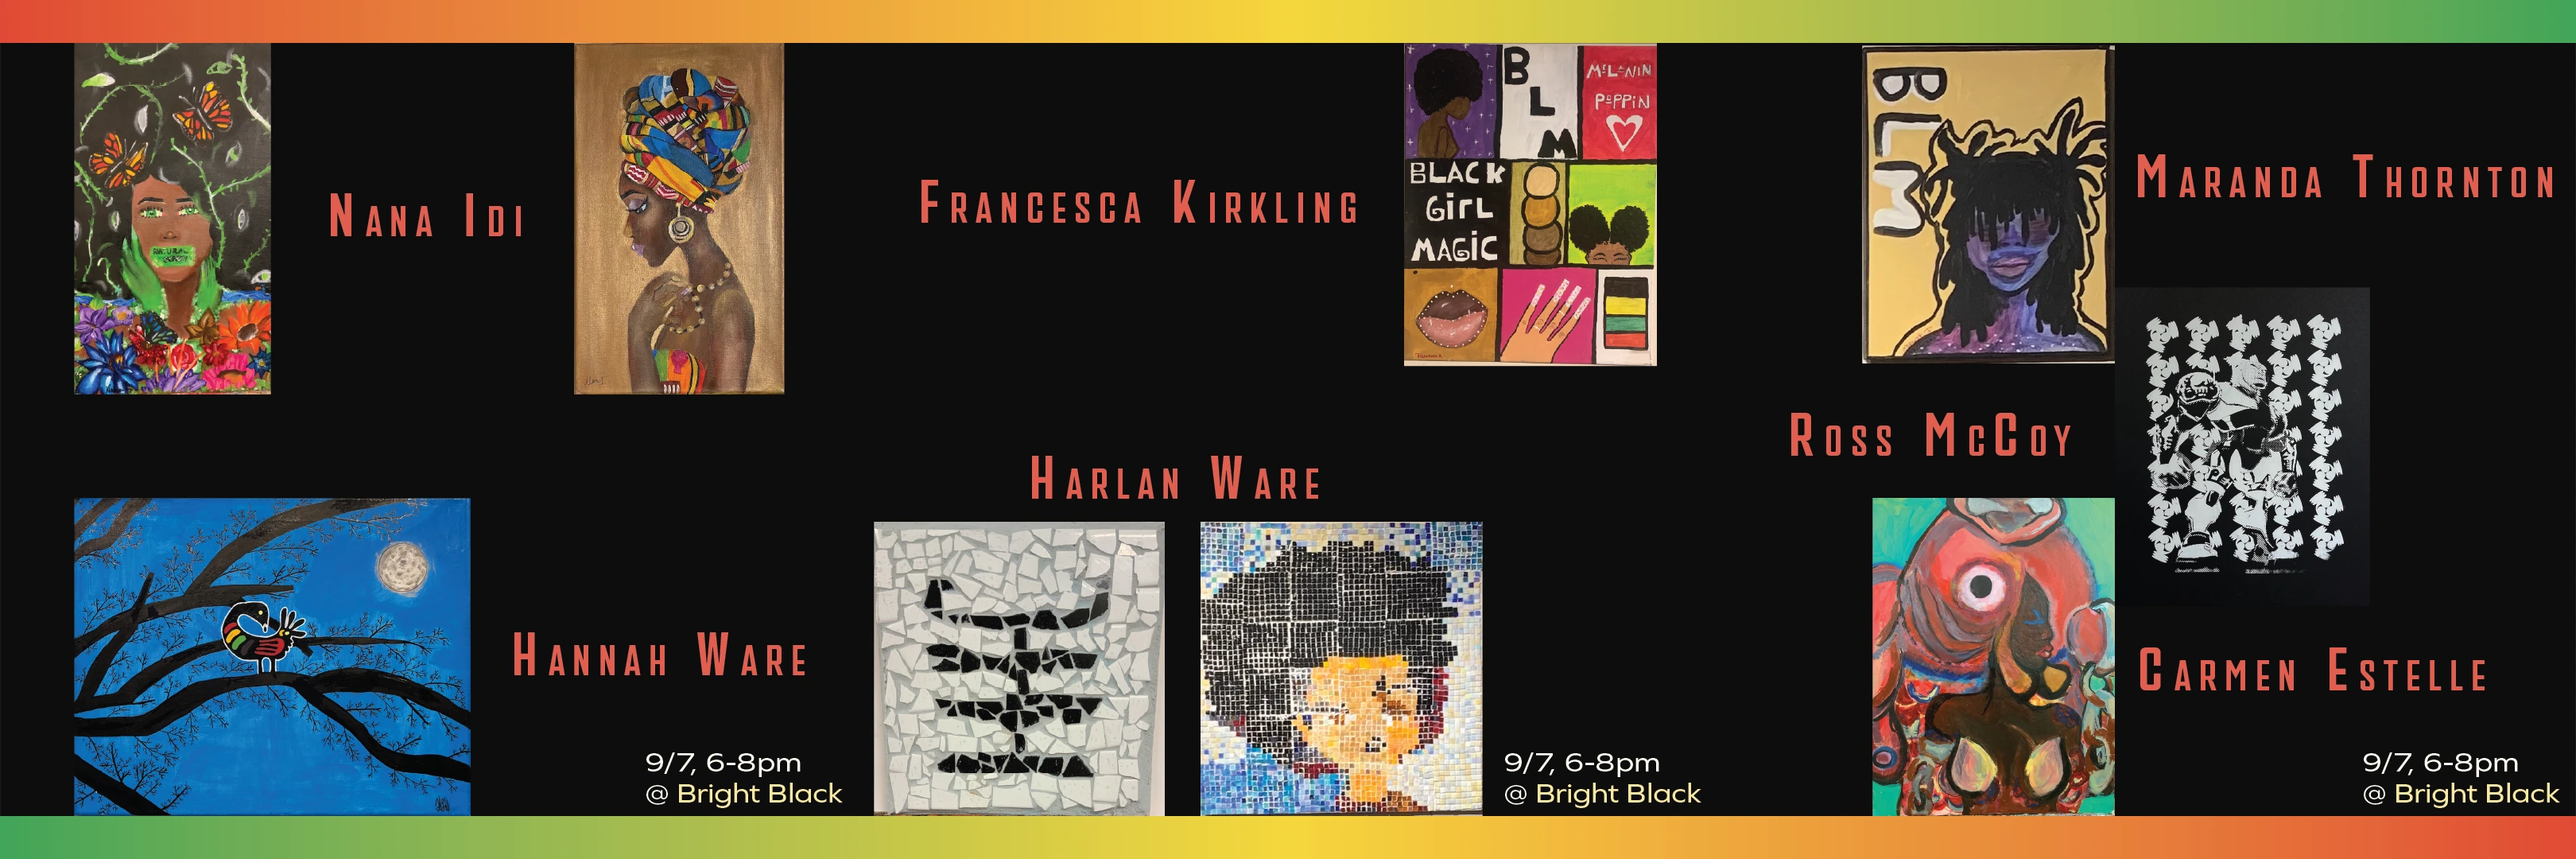 NANA IDI
FRANCESCA KIRKLING
MARANDA THORNTON
NATURAL
B
L
M
MELANIN
POPPIN
BLACK
GIRL
MAGIC
BLM
ROSS McCOY
HARLAN WARE
HANNAH WARE
CARMEN ESTELLE
9/7, 6-8pm
@ Bright Black
9/7, 6-8pm
@ Bright Black
9/7, 6-8pm
@ Bright Black